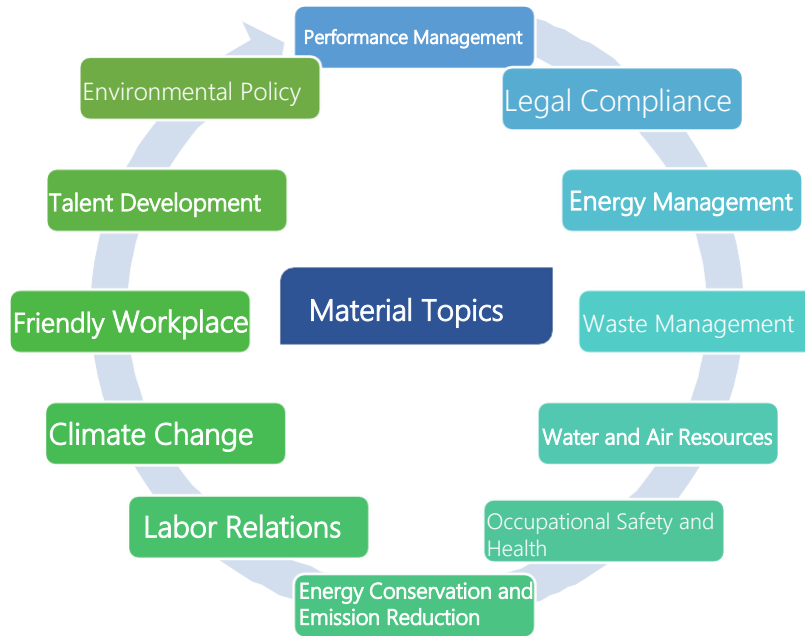 Performance Management
Legal Compliance
Energy Management
Waste Management
Water and Air Resources
Occupational Safety and
Health
Energy Conservation and
Emission Reduction
Labor Relations
Climate Change
Friendly Workplace
Talent Development
Environmental Policy
Material Topics